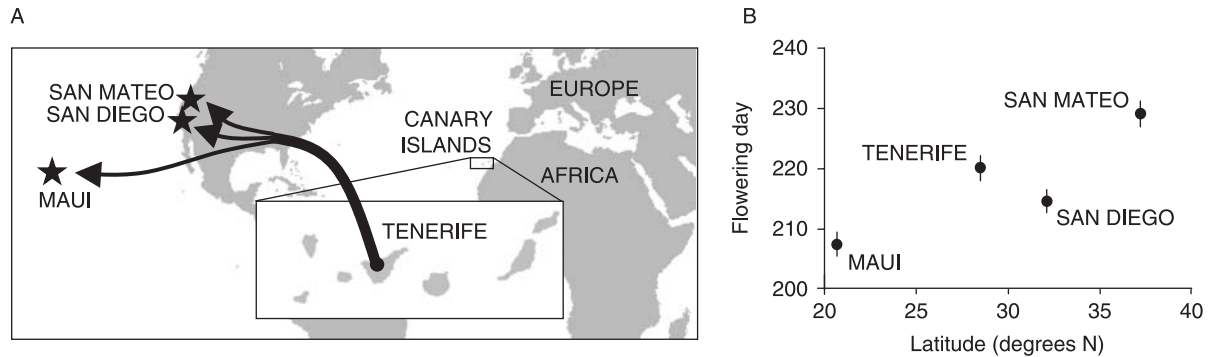 A
SAN MATEO
SAN DIEGO
MAUI
CANARY
ISLANDS
EUROPE
AFRICA
TENERIFE
B
Flowering day
240
230
220
210
200
SAN MATEO
TENERIFE
SAN DIEGO
MAUI
20
25
30
35
40
Latitude (degrees N)